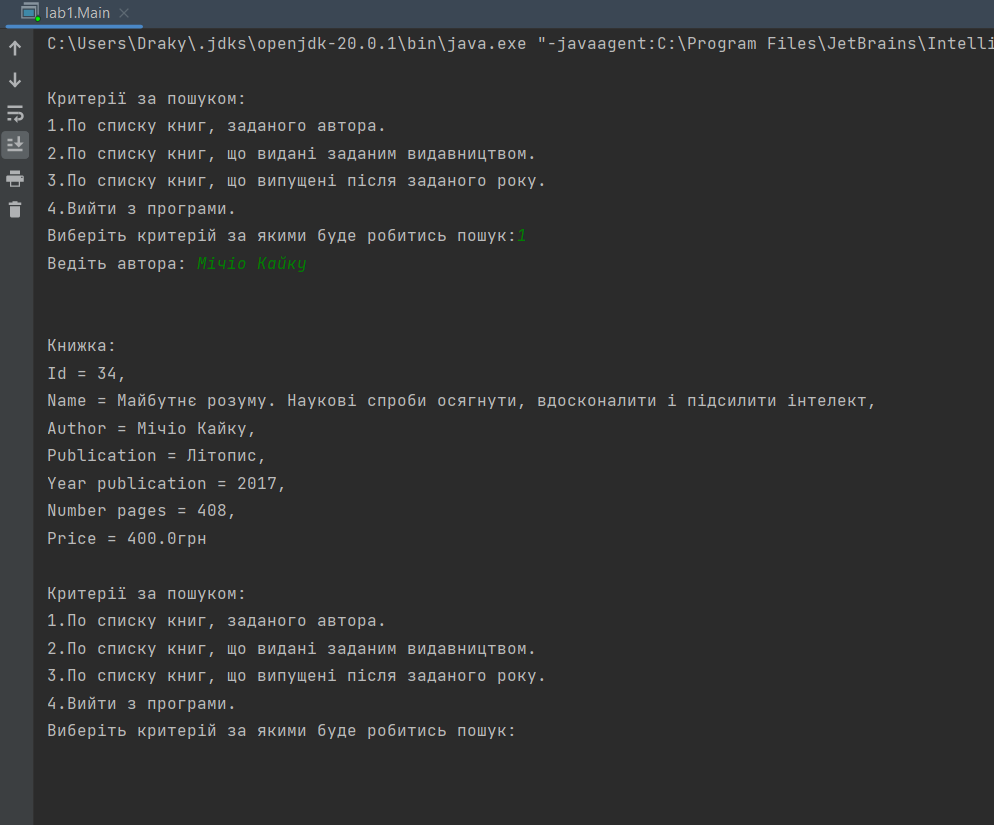 lab1.Main
C:\Users\Draky\.jdks\openjdk-20.0.1\bin\java.exe "-javaagent:C:\Program Files\JetBrains\Intelli
Критерії за пошуком:
1.По списку книг, заданого автора.
2.По списку книг, що видані заданим видавництвом.
3.По списку книг, що випущені після заданого року.
4.Вийти з програми.
Виберіть критерій за якими буде робитись пошук:1
Ведіть автора: Мічіо Кайку
Книжка:
Id = 34,
Name = Майбутнє розуму. Наукові спроби осягнути, вдосконалити і підсилити інтелект,
Author = Мічіо Кайку,
Publication = Літопис,
Year publication = 2017,
Number pages = 408,
Price = 400.0грн
Критерії за пошуком:
1.По списку книг, заданого автора.
2.По списку книг, що видані заданим видавництвом.
3.По списку книг, що випущені після заданого року.
4.Вийти з програми.
Виберіть критерій за якими буде робитись пошук: